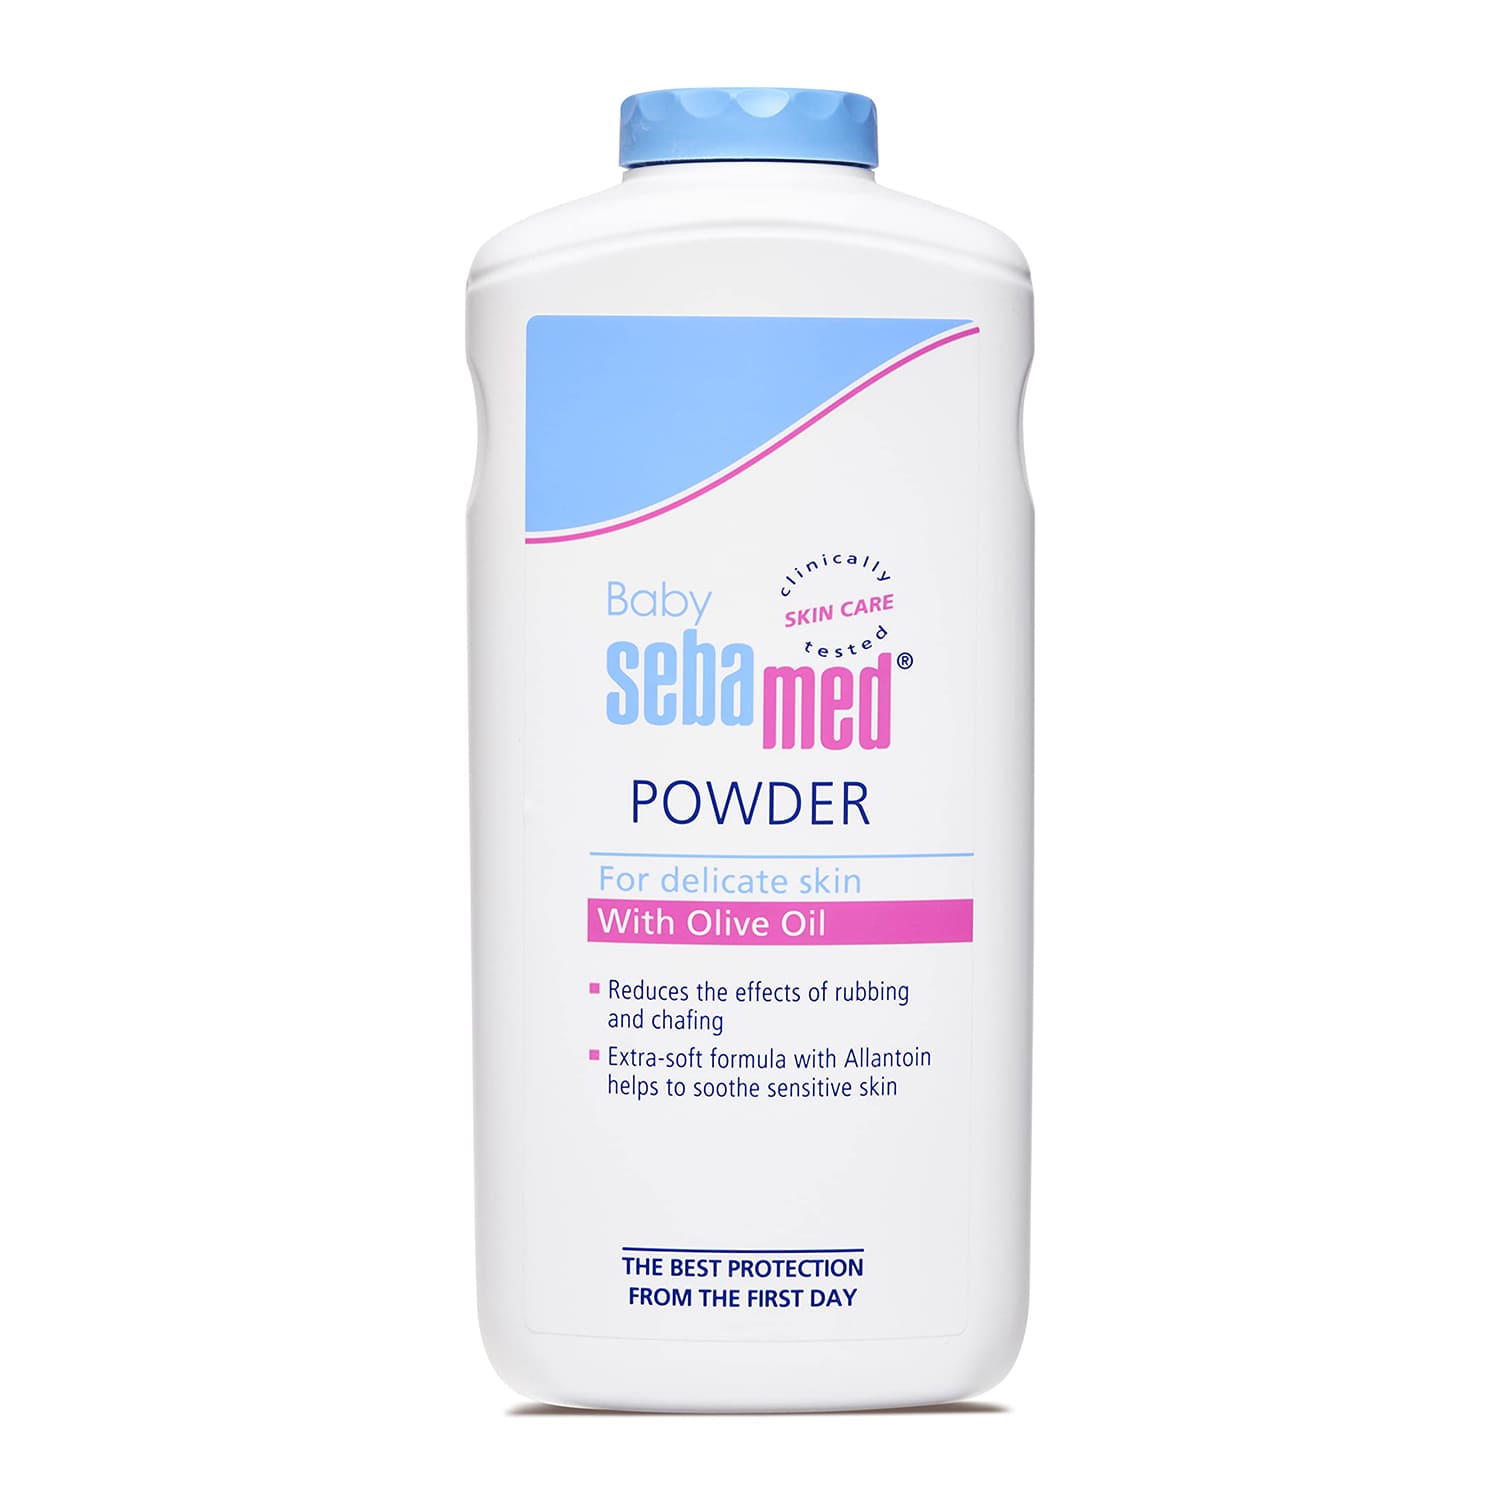 clinically
SKIN CARE
tested
Baby
sebamed®
POWDER
For delicate skin
With Olive Oil
▪ Reduces the effects of rubbing
and chafing
▪ Extra-soft formula with Allantoin
helps to soothe sensitive skin
THE BEST PROTECTION
FROM THE FIRST DAY